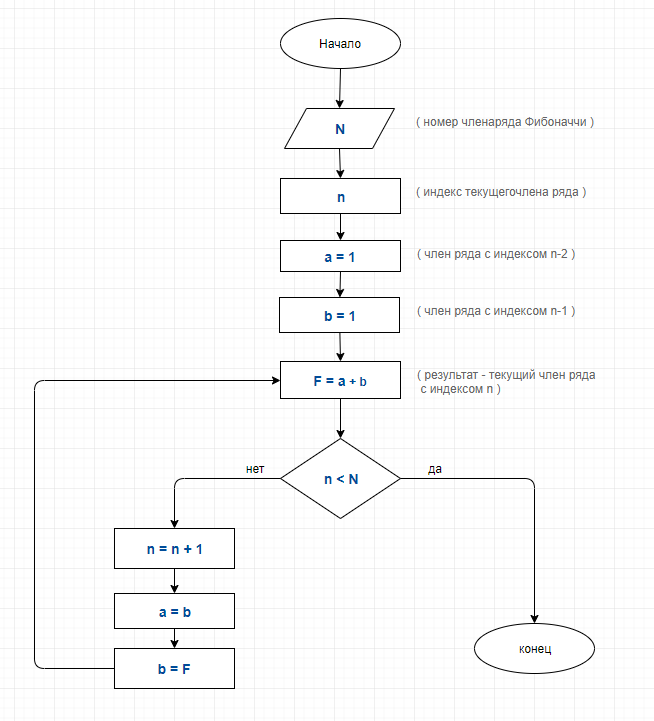 Начало
N
( номер членаряда Фибоначчи )
n
( индекс текущегочлена ряда )
a = 1
( член ряда с индексом n-2 )
b = 1
( член ряда с индексом n-1 )
F = a + b
( результат - текущий член ряда
с индексом n )
нет
n < N
да
n = n + 1
a = b
b = F
конец